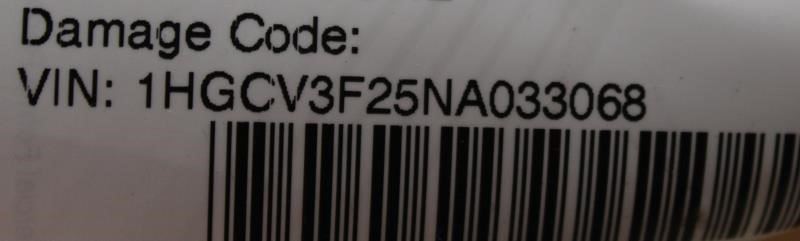 Damage Code:
VIN: 1HGCV3F25NA033068